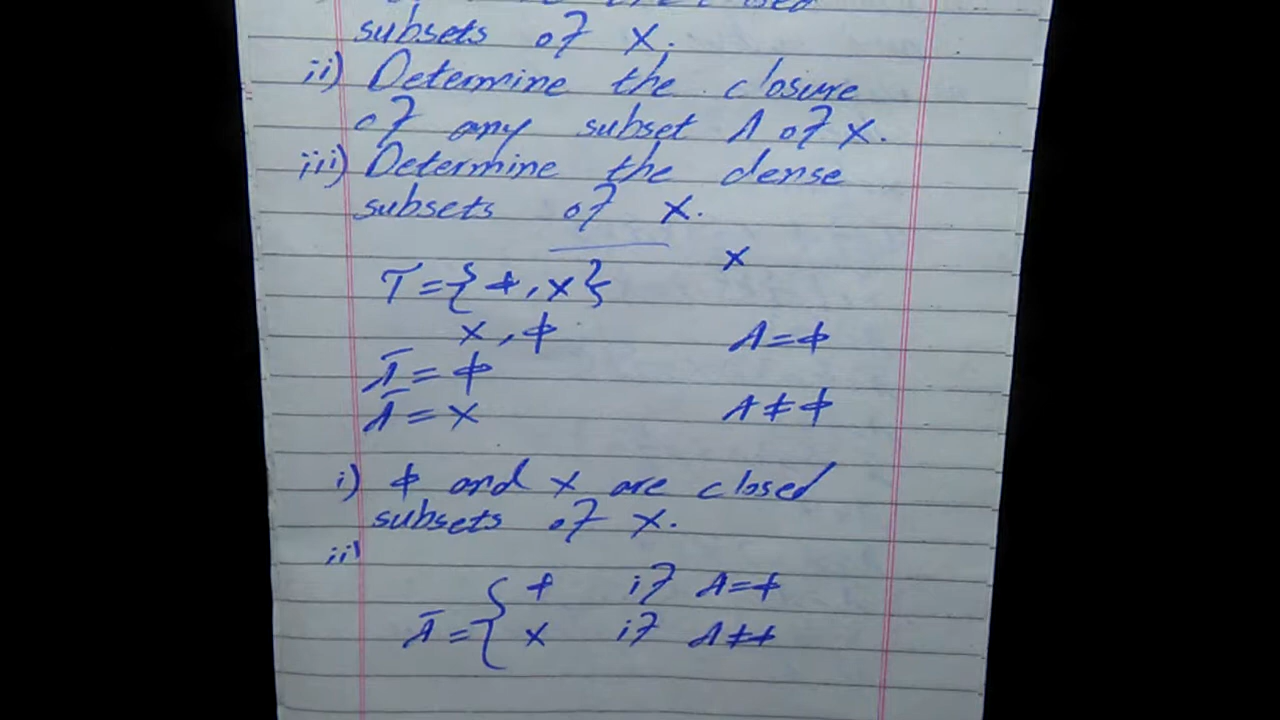 subsets of X.
ii) Determine the closure
of any subset A of X.
iii) Determine the dense
subsets of X.
X
T={ϕ,X}
X,ϕ A=ϕ
Ā=ϕ
Ā=X A≠ϕ
i) ϕ and X are closed
subsets of X.
ii)
ϕ if A=ϕ
Ā={ X if A≠ϕ